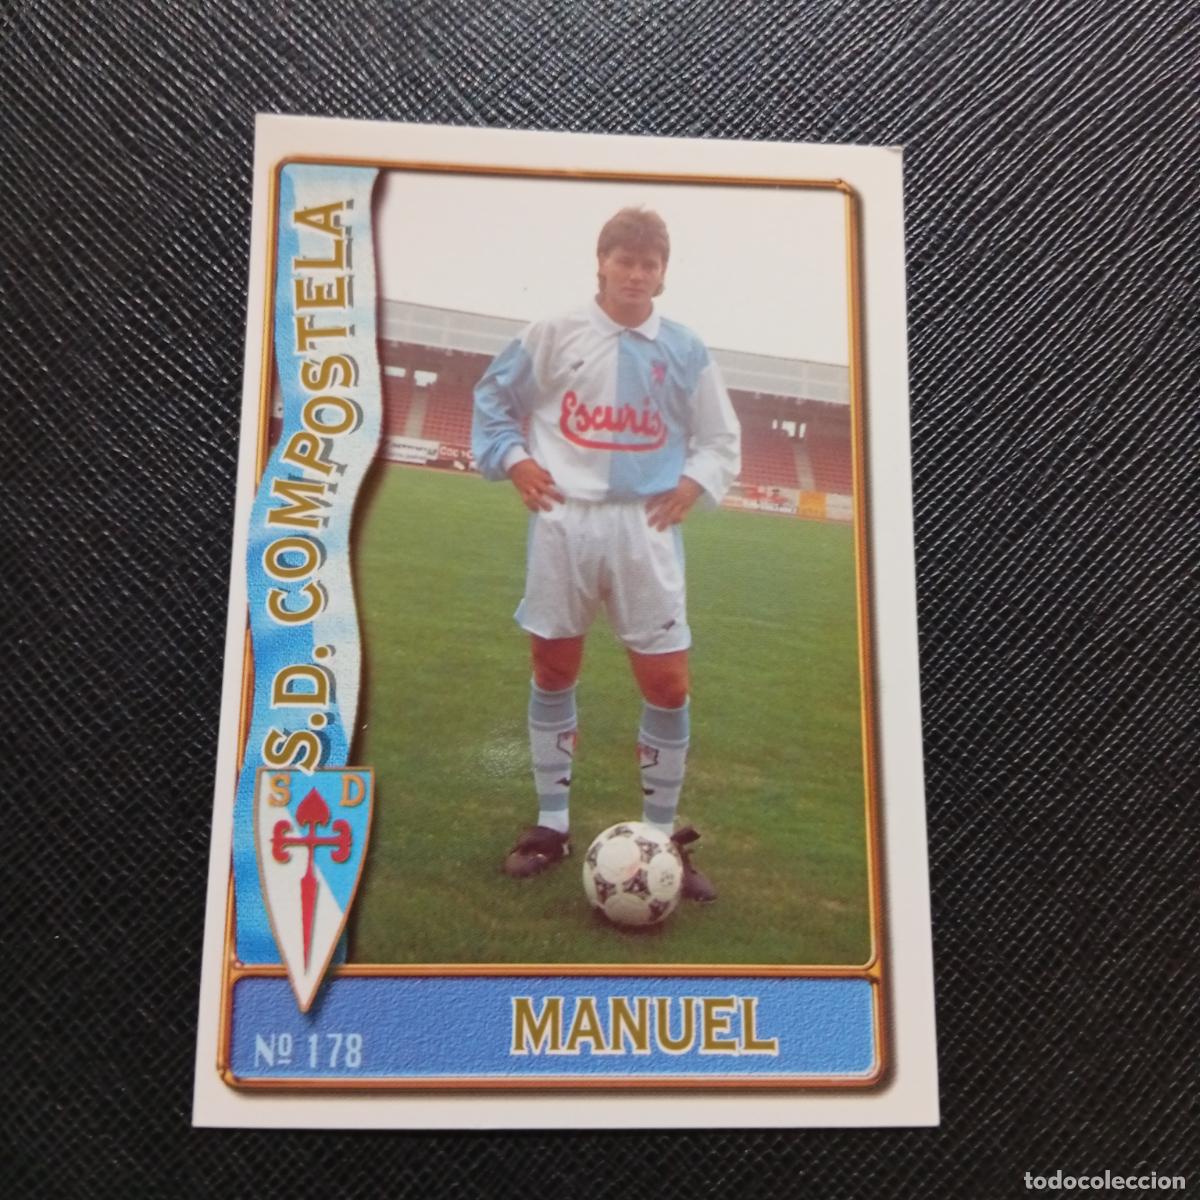 S.D. COMPOSTELA
Escuris
S D
Nº 178
MANUEL
todocoleccion